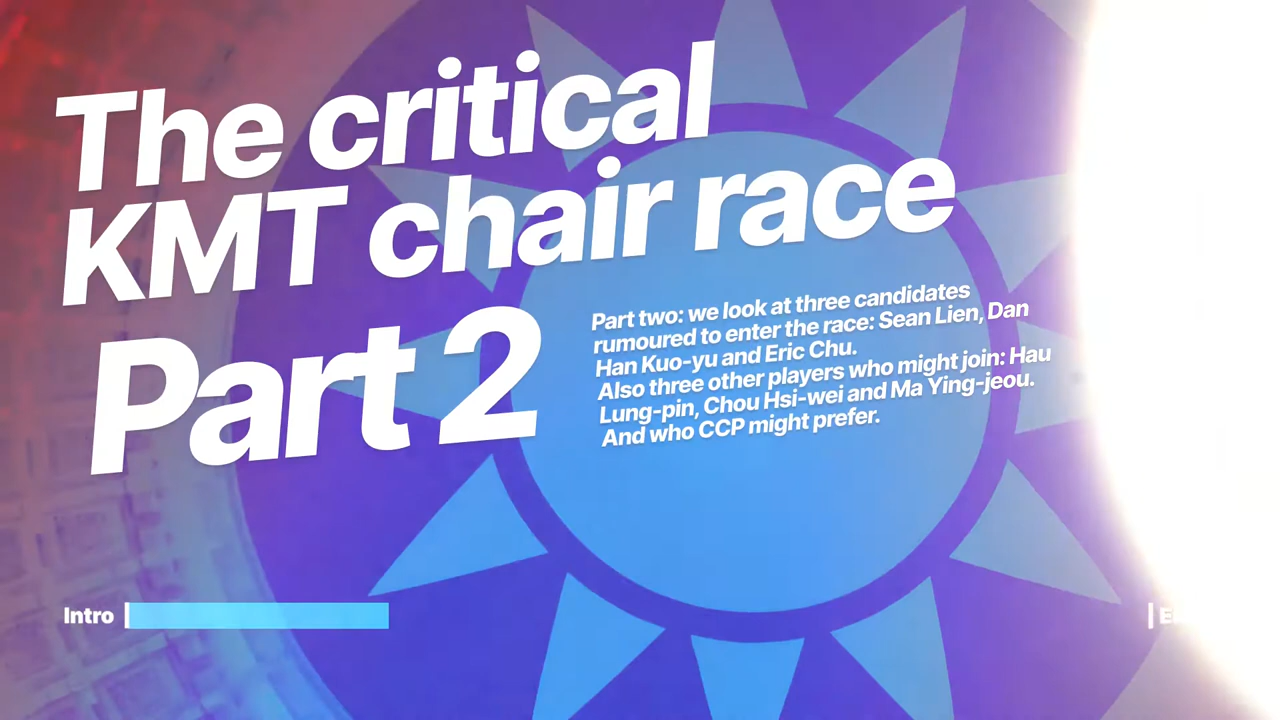 The critical
KMT chair race
Part 2
Part two: we look at three candidates
rumoured to enter the race: Sean Lien, Dan
Han Kuo-yu and Eric Chu.
Also three other players who might join: Hau
Lung-pin, Chou Hsi-wei and Ma Ying-jeou.
And who CCP might prefer.
Intro